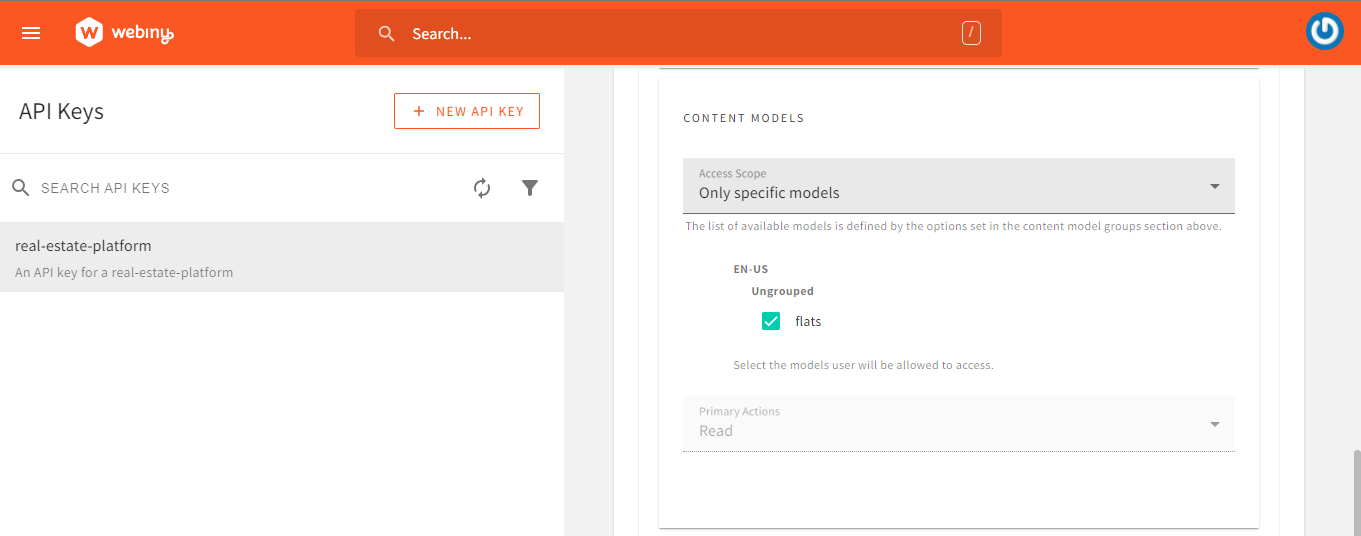 webiny
Search...
/
API Keys
+ NEW API KEY
SEARCH API KEYS
real-estate-platform
An API key for a real-estate-platform
CONTENT MODELS
Access Scope
Only specific models
The list of available models is defined by the options set in the content model groups section above.
EN-US
Ungrouped
flats
Select the models user will be allowed to access.
Primary Actions
Read